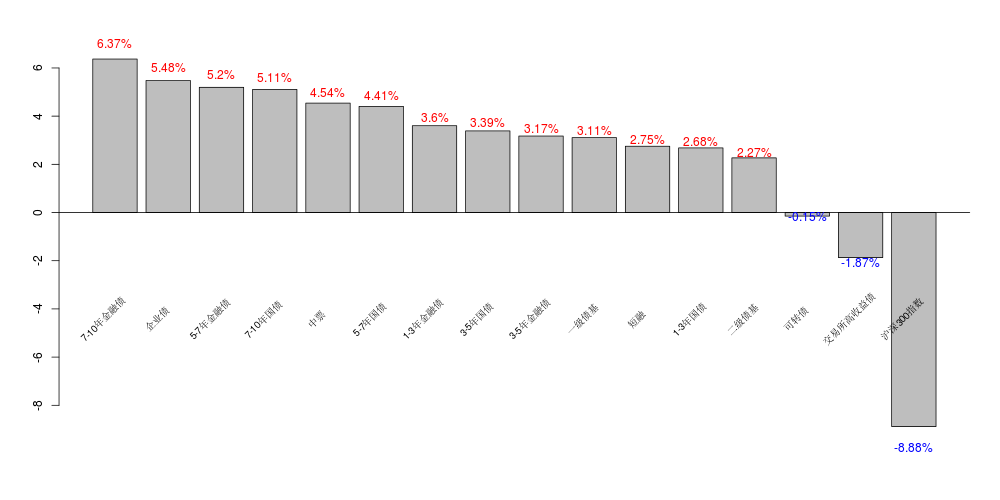 6.37%
5.48%
5.2%
5.11%
4.54%
4.41%
3.6%
3.39%
3.17%
3.11%
2.75%
2.68%
2.27%
-0.15%
-1.87%
-8.88%
6
4
2
0
-2
-4
-6
-8
7-10年金融债
企业债
5-7年金融债
7-10年国债
中票
5-7年国债
1-3年金融债
3-5年国债
3-5年金融债
一级债基
短融
1-3年国债
二级债基
可转债
交易所高收益债
沪深300指数